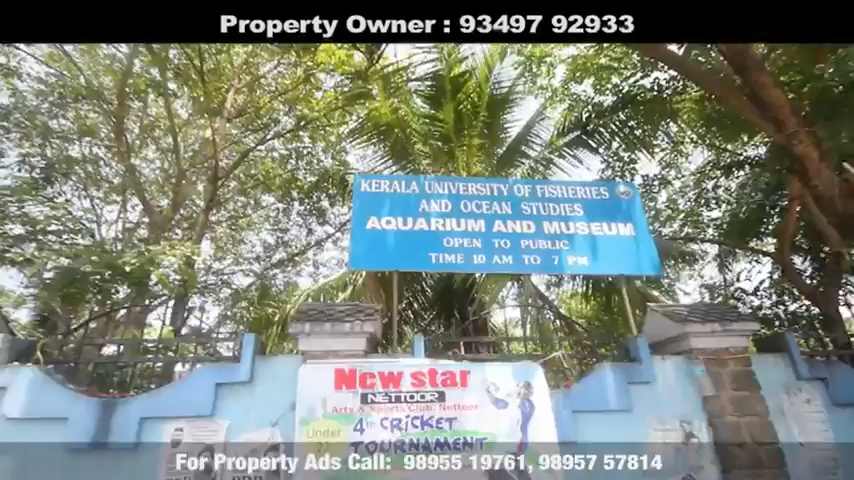 Property Owner : 93497 92933
KERALA UNIVERSITY OF FISHERIES
AND OCEAN STUDIES
AQUARIUM AND MUSEUM
OPEN TO PUBLIC
TIME 10 AM TO 7 PM
NEW STAR
NETTOOR
Arts & Sports Club, Nettoor
Under
4th CRICKET
TOURNAMENT
For Property Ads Call: 98955 19761 , 98957 57814